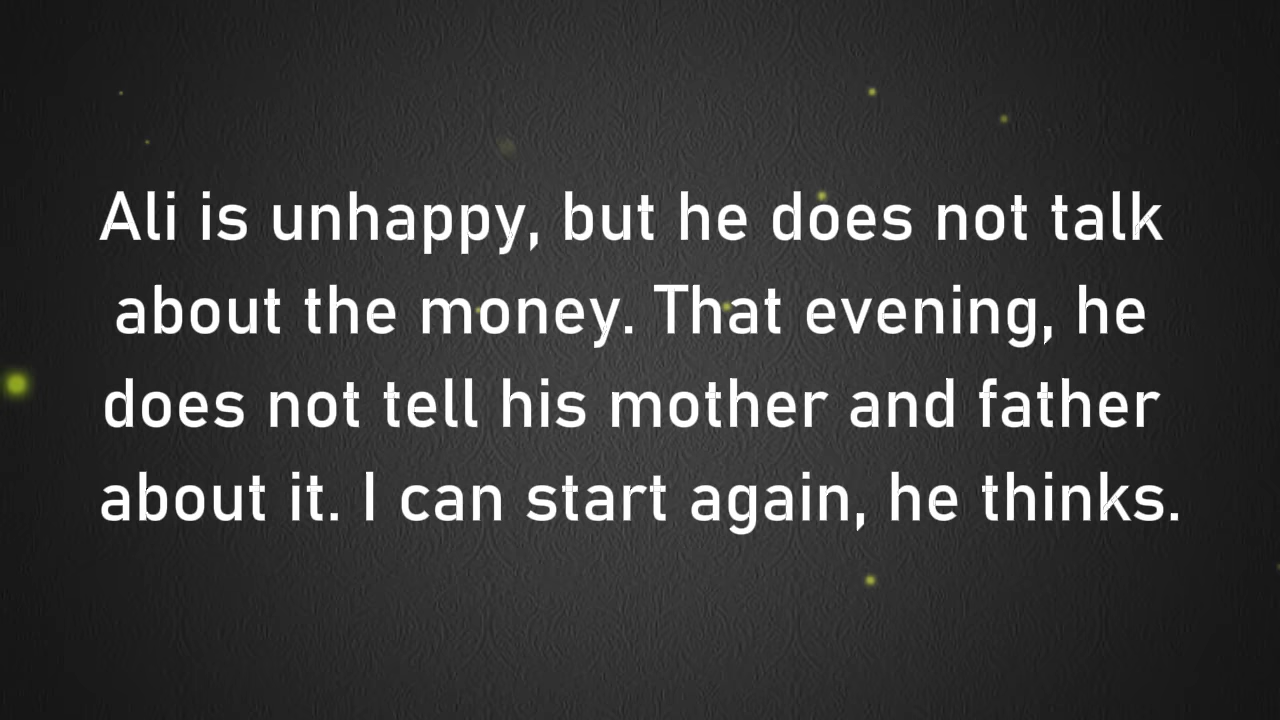 Ali is unhappy, but he does not talk
about the money. That evening, he
does not tell his mother and father
about it. I can start again, he thinks.